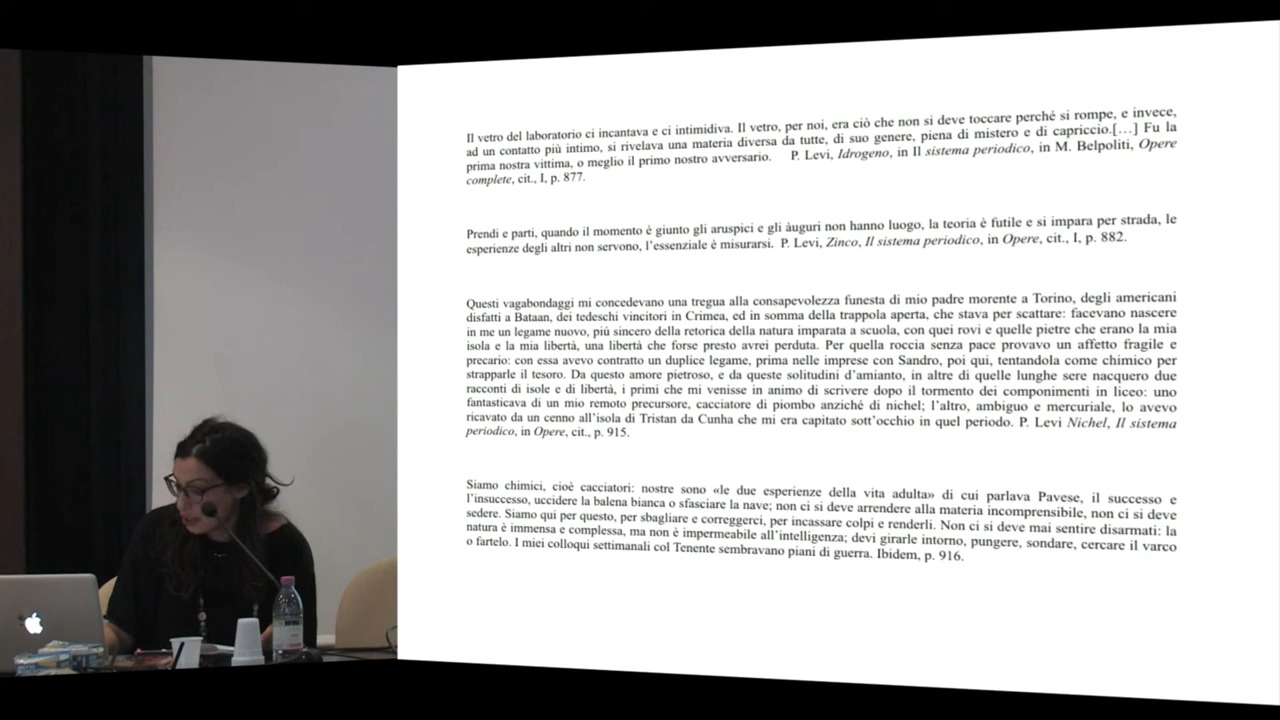 Il vetro del laboratorio ci incantava e ci intimidiva. Il vetro, per noi, era ciò che non si deve toccare perché si rompe, e invece,
ad un contatto più intimo, si rivelava una materia diversa da tutte, di suo genere, piena di mistero e di capriccio.[…] Fu la
prima nostra vittima, o meglio il primo nostro avversario. P. Levi, Idrogeno, in Il sistema periodico, in M. Belpoliti, Opere
complete, cit., I, p. 877.
Prendi e parti, quando il momento è giunto gli aruspici e gli àuguri non hanno luogo, la teoria è futile e si impara per strada, le
esperienze degli altri non servono, l'essenziale è misurarsi. P. Levi, Zinco, Il sistema periodico, in Opere, cit., I, p. 882.
Questi vagabondaggi mi concedevano una tregua alla consapevolezza funesta di mio padre morente a Torino, degli americani
disfatti a Bataan, dei tedeschi vincitori in Crimea, ed in somma della trappola aperta, che stava per scattare: facevano nascere
in me un legame nuovo, più sincero della retorica della natura imparata a scuola, con quei rovi e quelle pietre che erano la mia
isola e la mia libertà, una libertà che forse presto avrei perduta. Per quella roccia senza pace provavo un affetto fragile e
precario: con essa avevo contratto un duplice legame, prima nelle imprese con Sandro, poi qui, tentandola come chimico per
strapparle il tesoro. Da questo amore pietroso, e da queste solitudini d'amianto, in altre di quelle lunghe sere nacquero due
racconti di isole e di libertà, i primi che mi venisse in animo di scrivere dopo il tormento dei componimenti in liceo: uno
fantasticava di un mio remoto precursore, cacciatore di piombo anziché di nichel; l'altro, ambiguo e mercuriale, lo avevo
ricavato da un cenno all'isola di Tristan da Cunha che mi era capitato sott'occhio in quel periodo. P. Levi Nichel, Il sistema
periodico, in Opere, cit., p. 915.
Siamo chimici, cioè cacciatori: nostre sono «le due esperienze della vita adulta» di cui parlava Pavese, il successo e
l'insuccesso, uccidere la balena bianca o sfasciare la nave; non ci si deve arrendere alla materia incomprensibile, non ci si deve
sedere. Siamo qui per questo, per sbagliare e correggerci, per incassare colpi e renderli. Non ci si deve mai sentire disarmati: la
natura è immensa e complessa, ma non è impermeabile all'intelligenza; devi girarle intorno, pungere, sondare, cercare il varco
o fartelo. I miei colloqui settimanali col Tenente sembravano piani di guerra. Ibidem, p. 916.